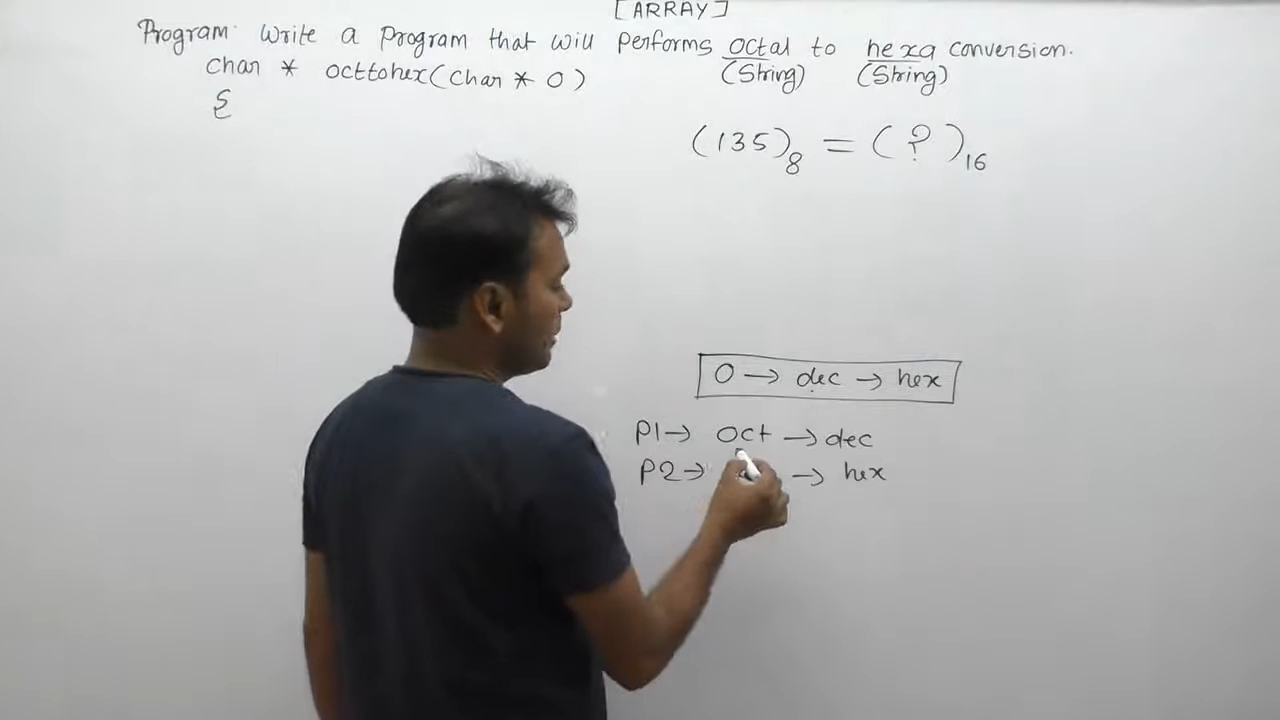 [ARRAY]
Program: Write a program that will performs octal to hexa conversion.
(String) (String)
char * octtohex(char * O)
{
(135)8 = (?)16
O → dec → hex
P1→ Oct → dec
P2→ → hex